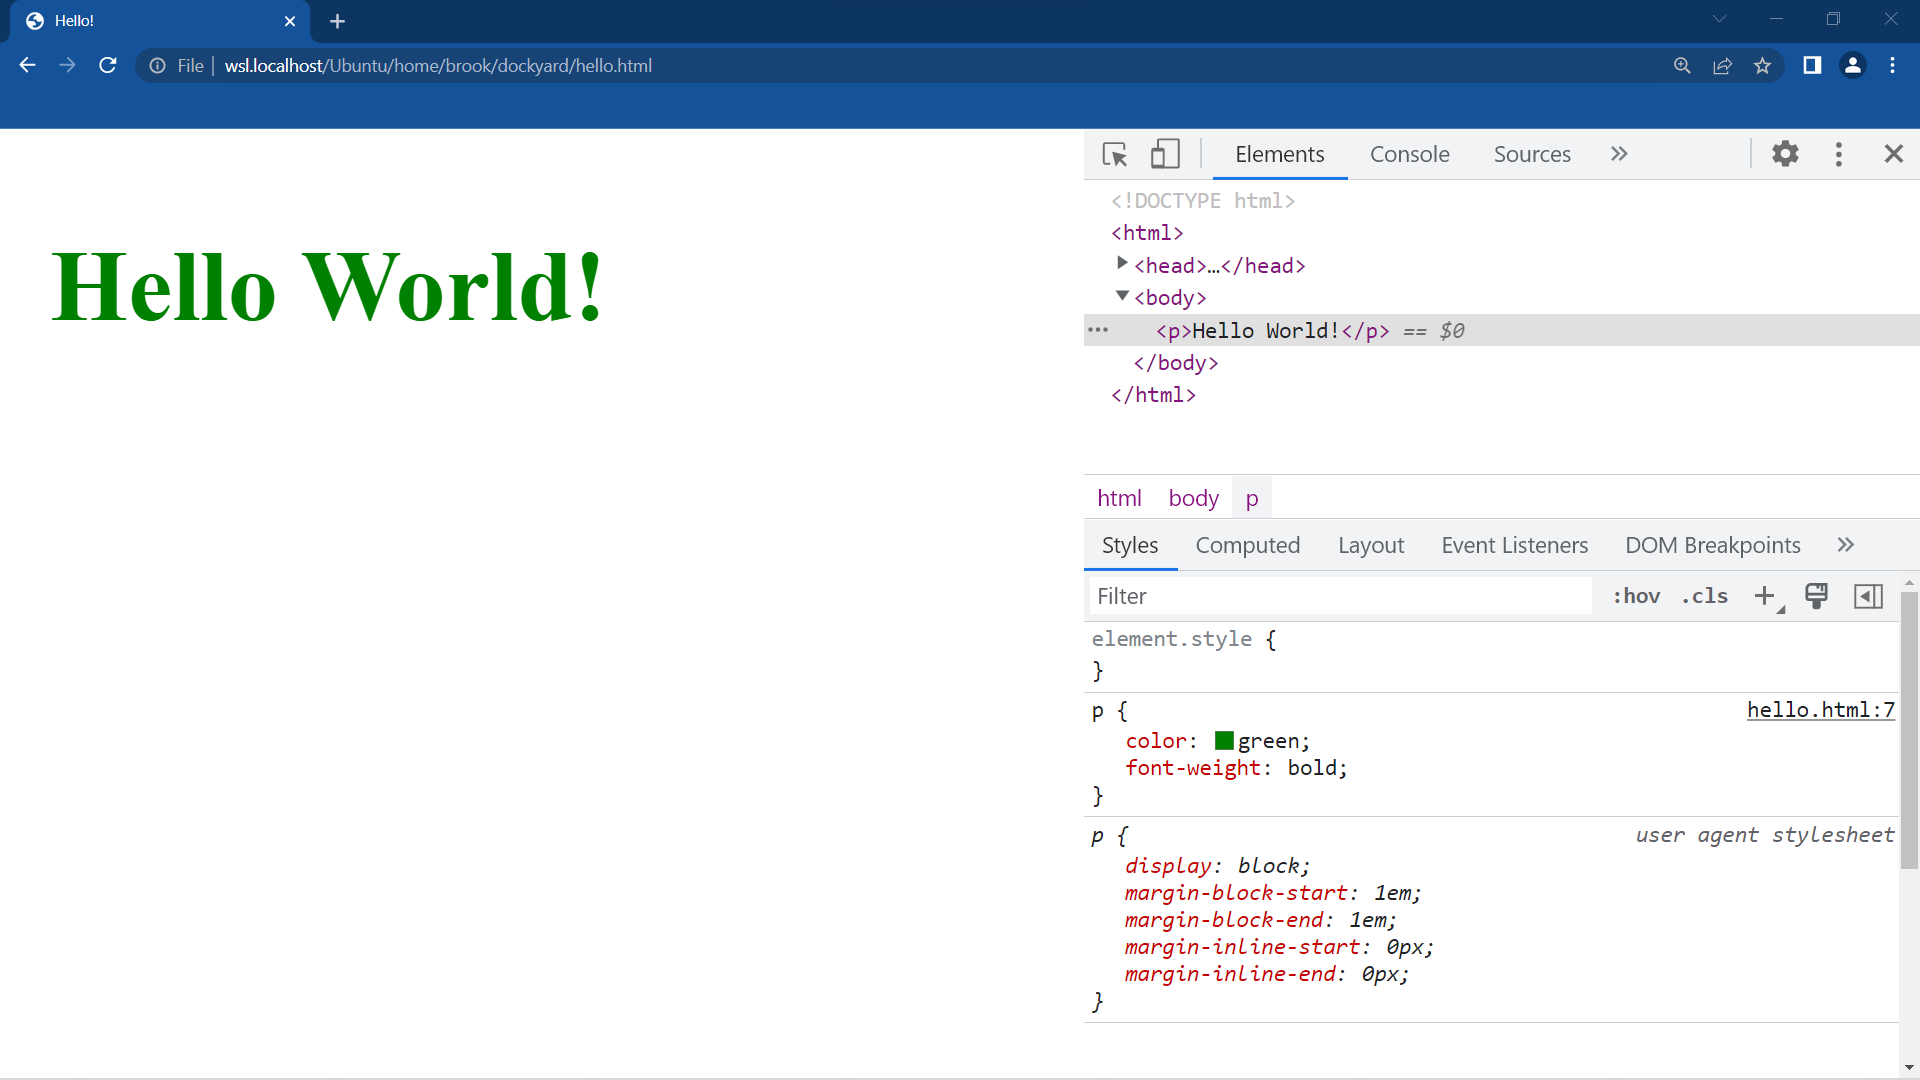 Hello!
File | wsl.localhost/Ubuntu/home/brook/dockyard/hello.html
Hello World!
Elements Console Sources
<!DOCTYPE html>
<html>
<head>…</head>
<body>
<p>Hello World!</p> == $0
</body>
</html>
html body p
Styles Computed Layout Event Listeners DOM Breakpoints
Filter :hov .cls
element.style {
}
p { hello.html:7
color: green;
font-weight: bold;
}
p { user agent stylesheet
display: block;
margin-block-start: 1em;
margin-block-end: 1em;
margin-inline-start: 0px;
margin-inline-end: 0px;
}